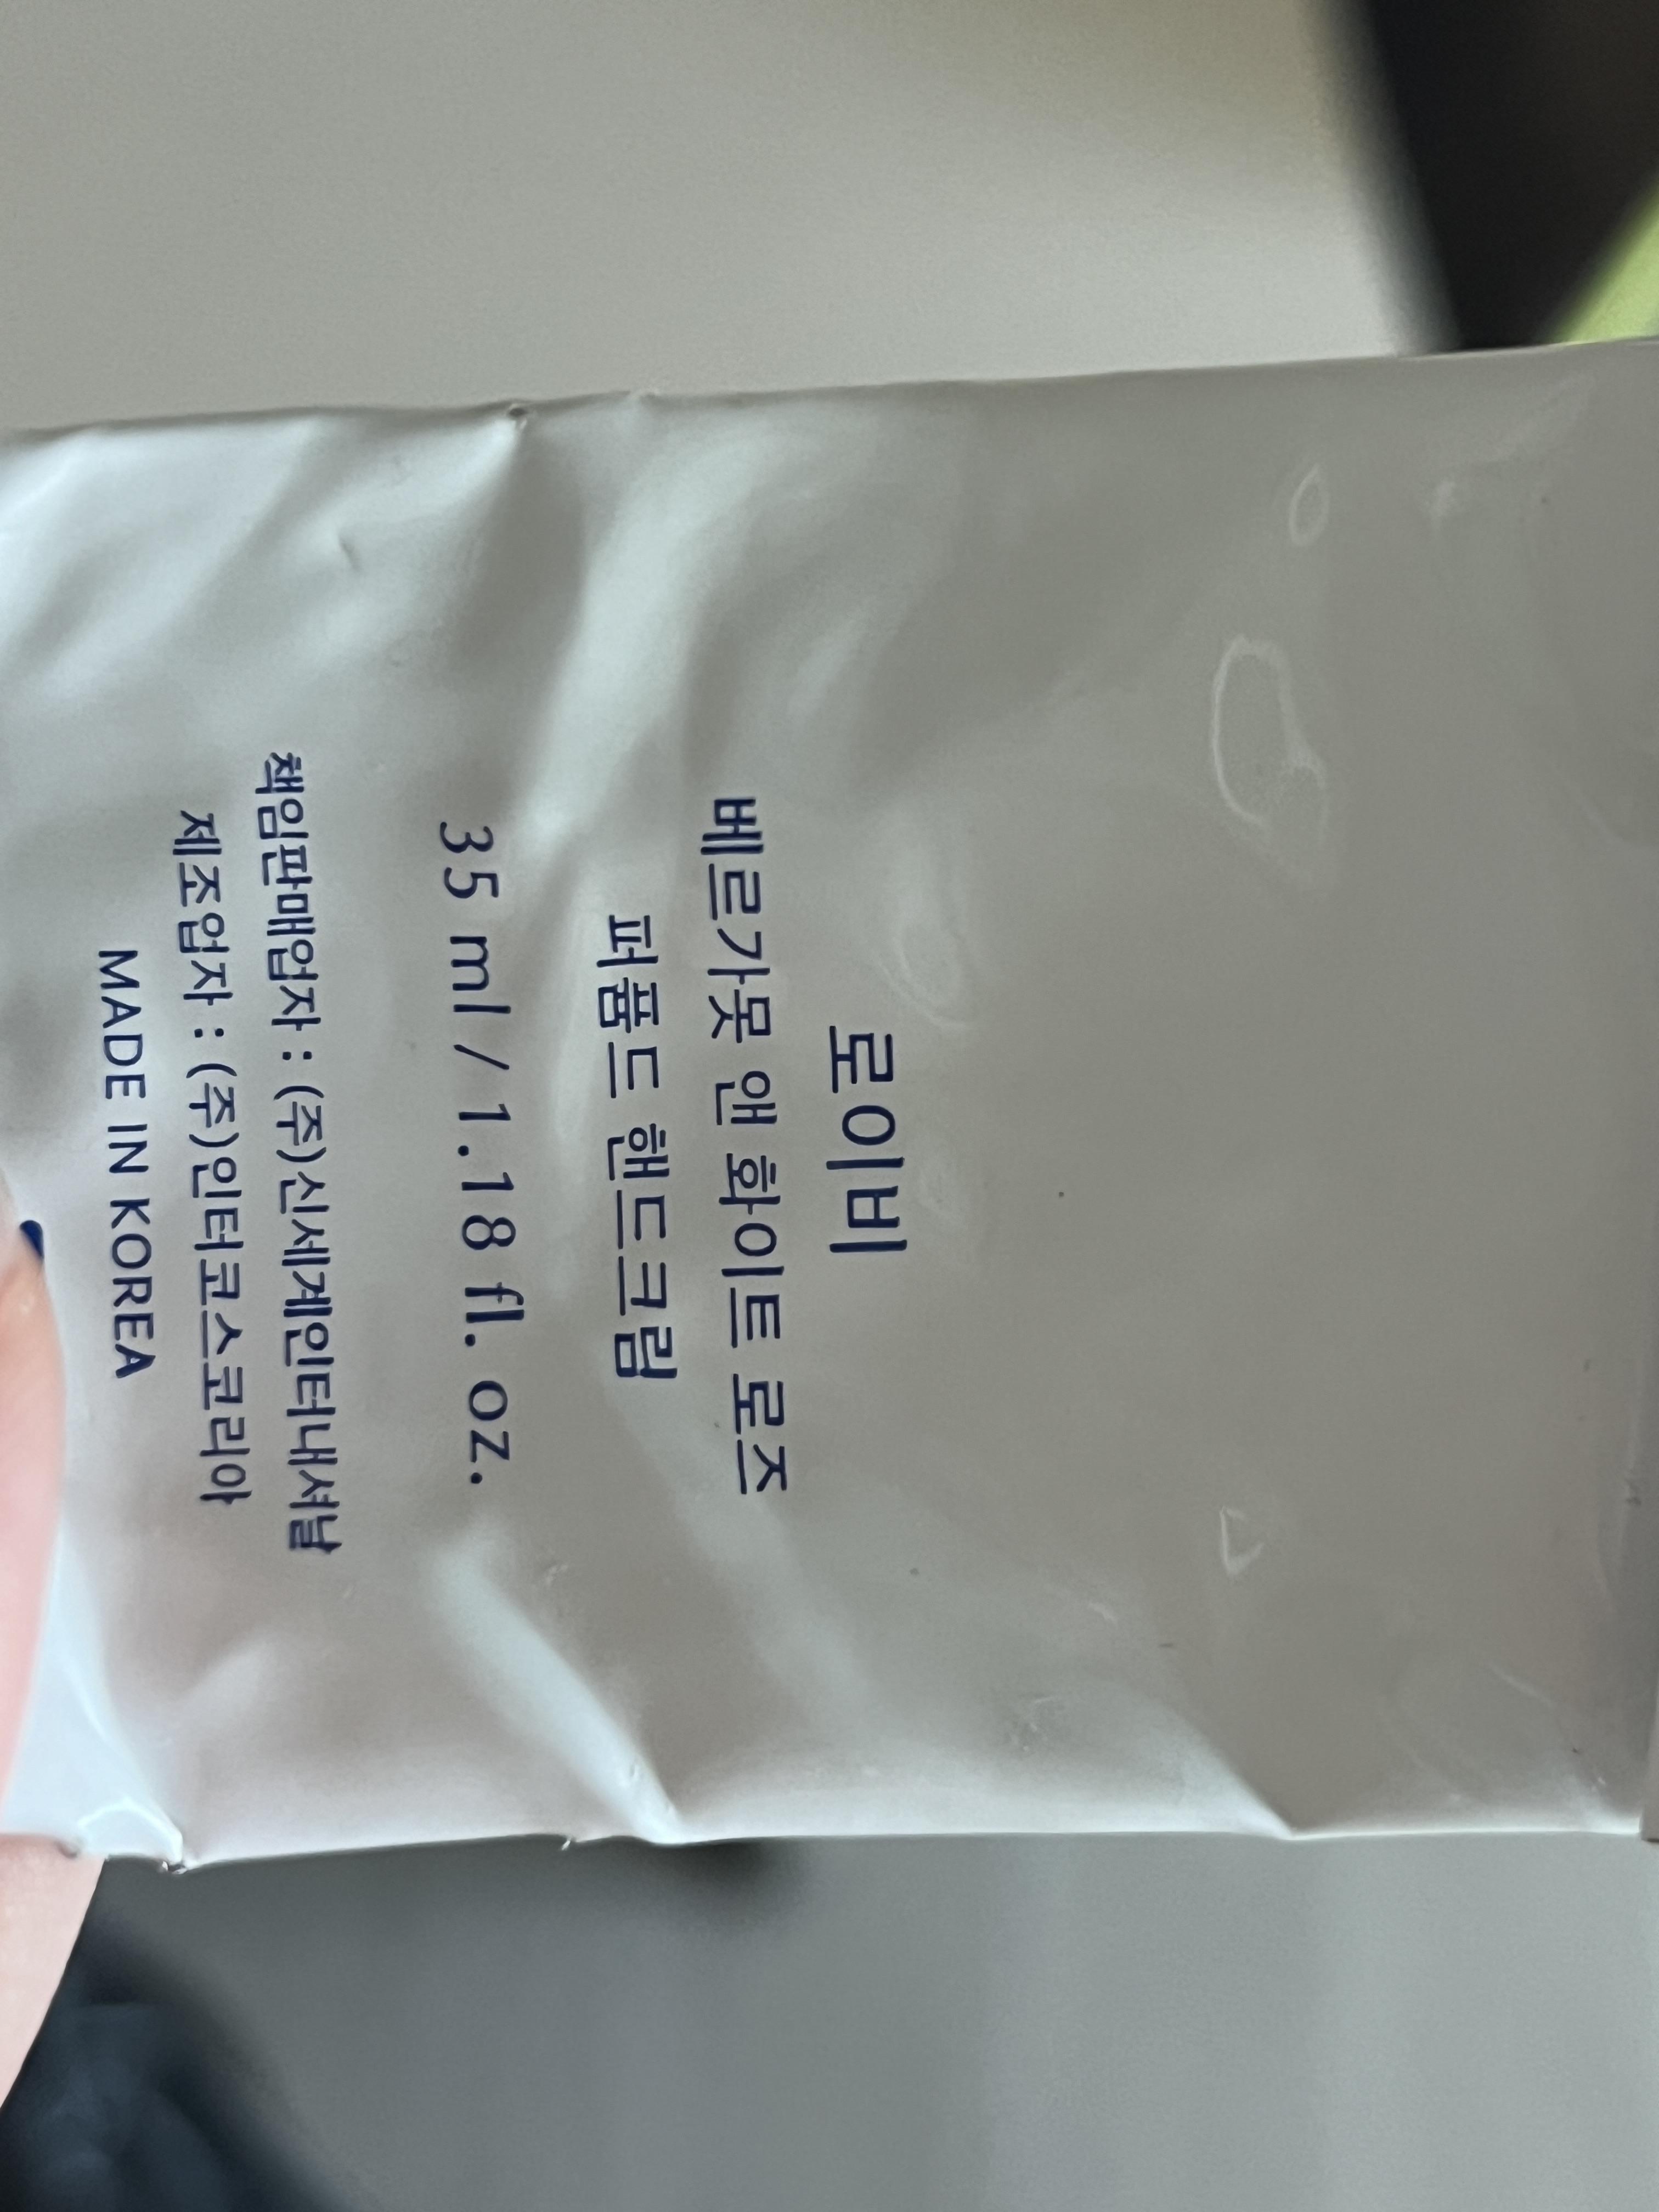 로이비
베르가못 앤 화이트 로즈
퍼퓸드 핸드크림
35 ml / 1.18 fl. oz.
책임판매업자 : (주)신세계인터내셔날
제조업자 : (주)인터코스코리아
MADE IN KOREA